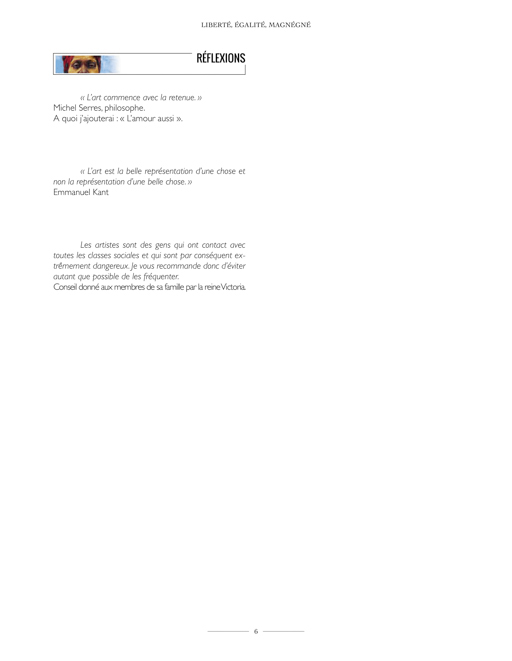 LIBERTÉ, ÉGALITÉ, MAGNÉGNÉ
RÉFLEXIONS
« L'art commence avec la retenue. »
Michel Serres, philosophe.
A quoi j'ajouterai : « L'amour aussi ».
« L'art est la belle représentation d'une chose et
non la représentation d'une belle chose. »
Emmanuel Kant
Les artistes sont des gens qui ont contact avec
toutes les classes sociales et qui sont par conséquent ex-
trêmement dangereux. Je vous recommande donc d'éviter
autant que possible de les fréquenter.
Conseil donné aux membres de sa famille par la reine Victoria.
6